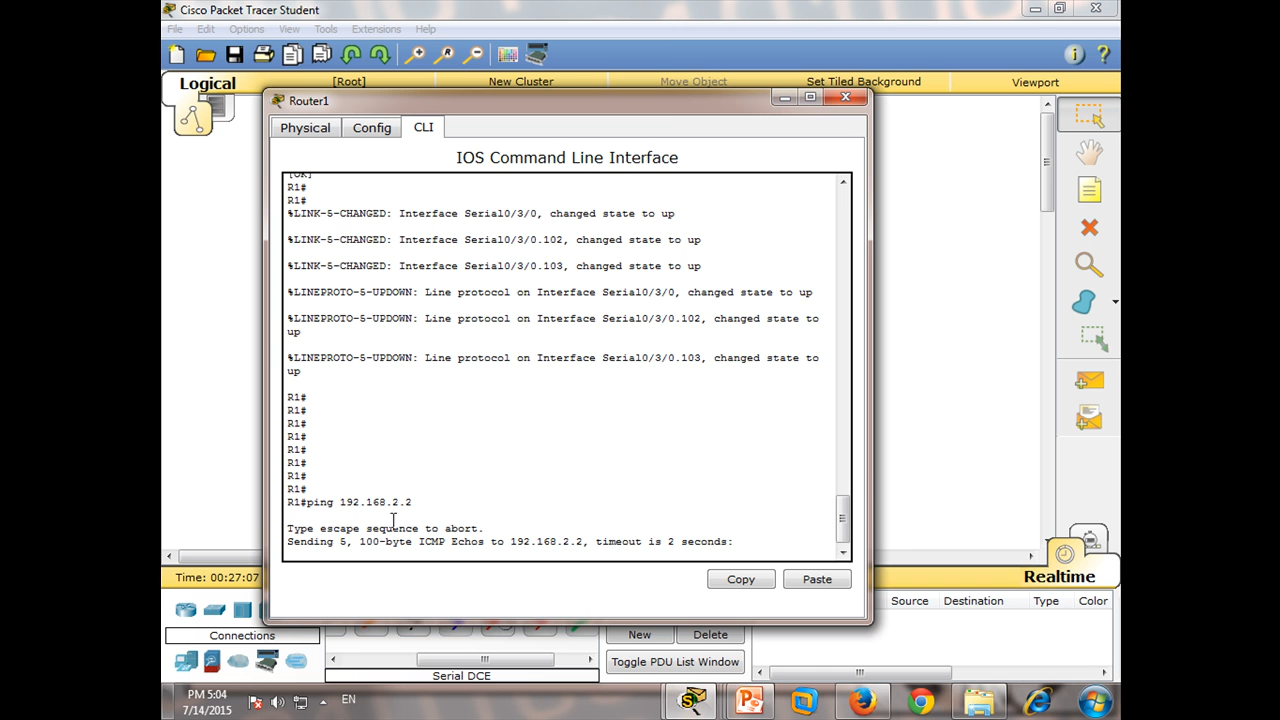 Cisco Packet Tracer Student
File Edit Options View Tools Extensions Help
Logical [Root] New Cluster Move Object Set Tiled Background Viewport
Router1
Physical Config CLI
IOS Command Line Interface
[OK]
R1#
R1#
%LINK-5-CHANGED: Interface Serial0/3/0, changed state to up
%LINK-5-CHANGED: Interface Serial0/3/0.102, changed state to up
%LINK-5-CHANGED: Interface Serial0/3/0.103, changed state to up
%LINEPROTO-5-UPDOWN: Line protocol on Interface Serial0/3/0, changed state to up
%LINEPROTO-5-UPDOWN: Line protocol on Interface Serial0/3/0.102, changed state to
up
%LINEPROTO-5-UPDOWN: Line protocol on Interface Serial0/3/0.103, changed state to
up
R1#
R1#
R1#
R1#
R1#
R1#
R1#
R1#
R1#ping 192.168.2.2
Type escape sequence to abort.
Sending 5, 100-byte ICMP Echos to 192.168.2.2, timeout is 2 seconds:
Copy Paste
Time: 00:27:07 Realtime
Source Destination Type Color
Connections New Delete
Toggle PDU List Window
Serial DCE
PM 5:04
7/14/2015
EN